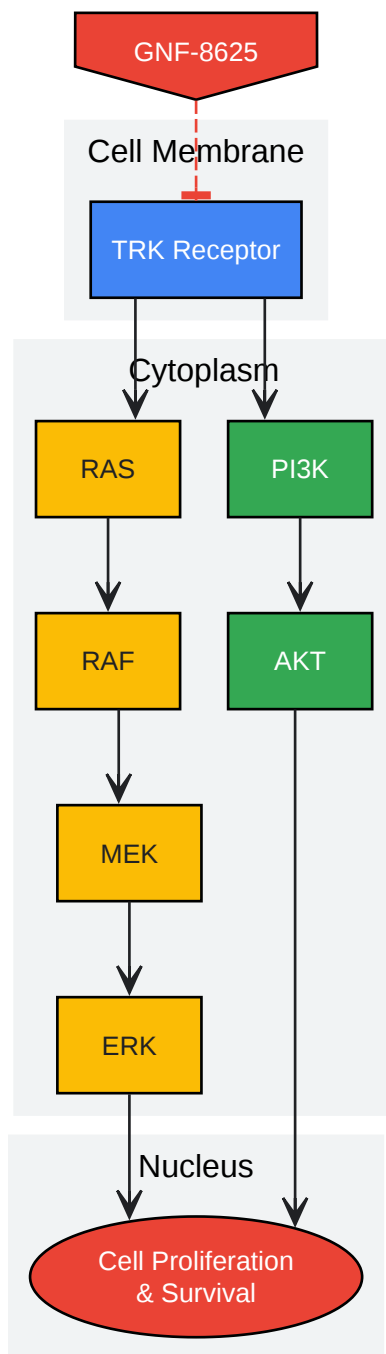 GNF-8625
Cell Membrane
TRK Receptor
Cytoplasm
RAS
PI3K
RAF
AKT
MEK
ERK
Nucleus
Cell Proliferation
& Survival